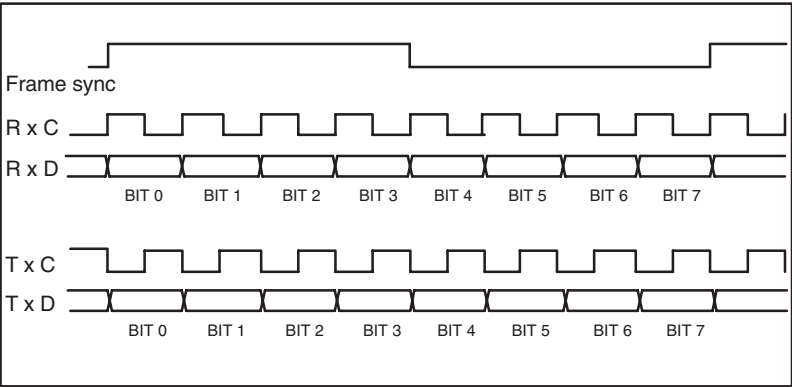 Frame sync
R x C
R x D
BIT 0 BIT 1 BIT 2 BIT 3 BIT 4 BIT 5 BIT 6 BIT 7
T x C
T x D
BIT 0 BIT 1 BIT 2 BIT 3 BIT 4 BIT 5 BIT 6 BIT 7